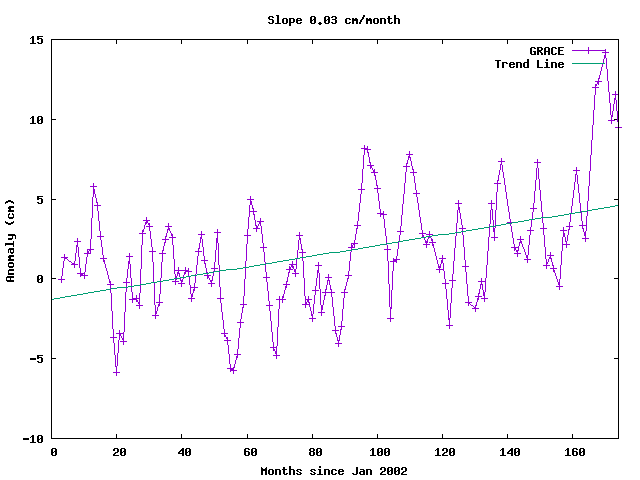 Slope 0.03 cm/month
15
10
5
0
-5
-10
Anomaly (cm)
GRACE
Trend Line
0 20 40 60 80 100 120 140 160
Months since Jan 2002